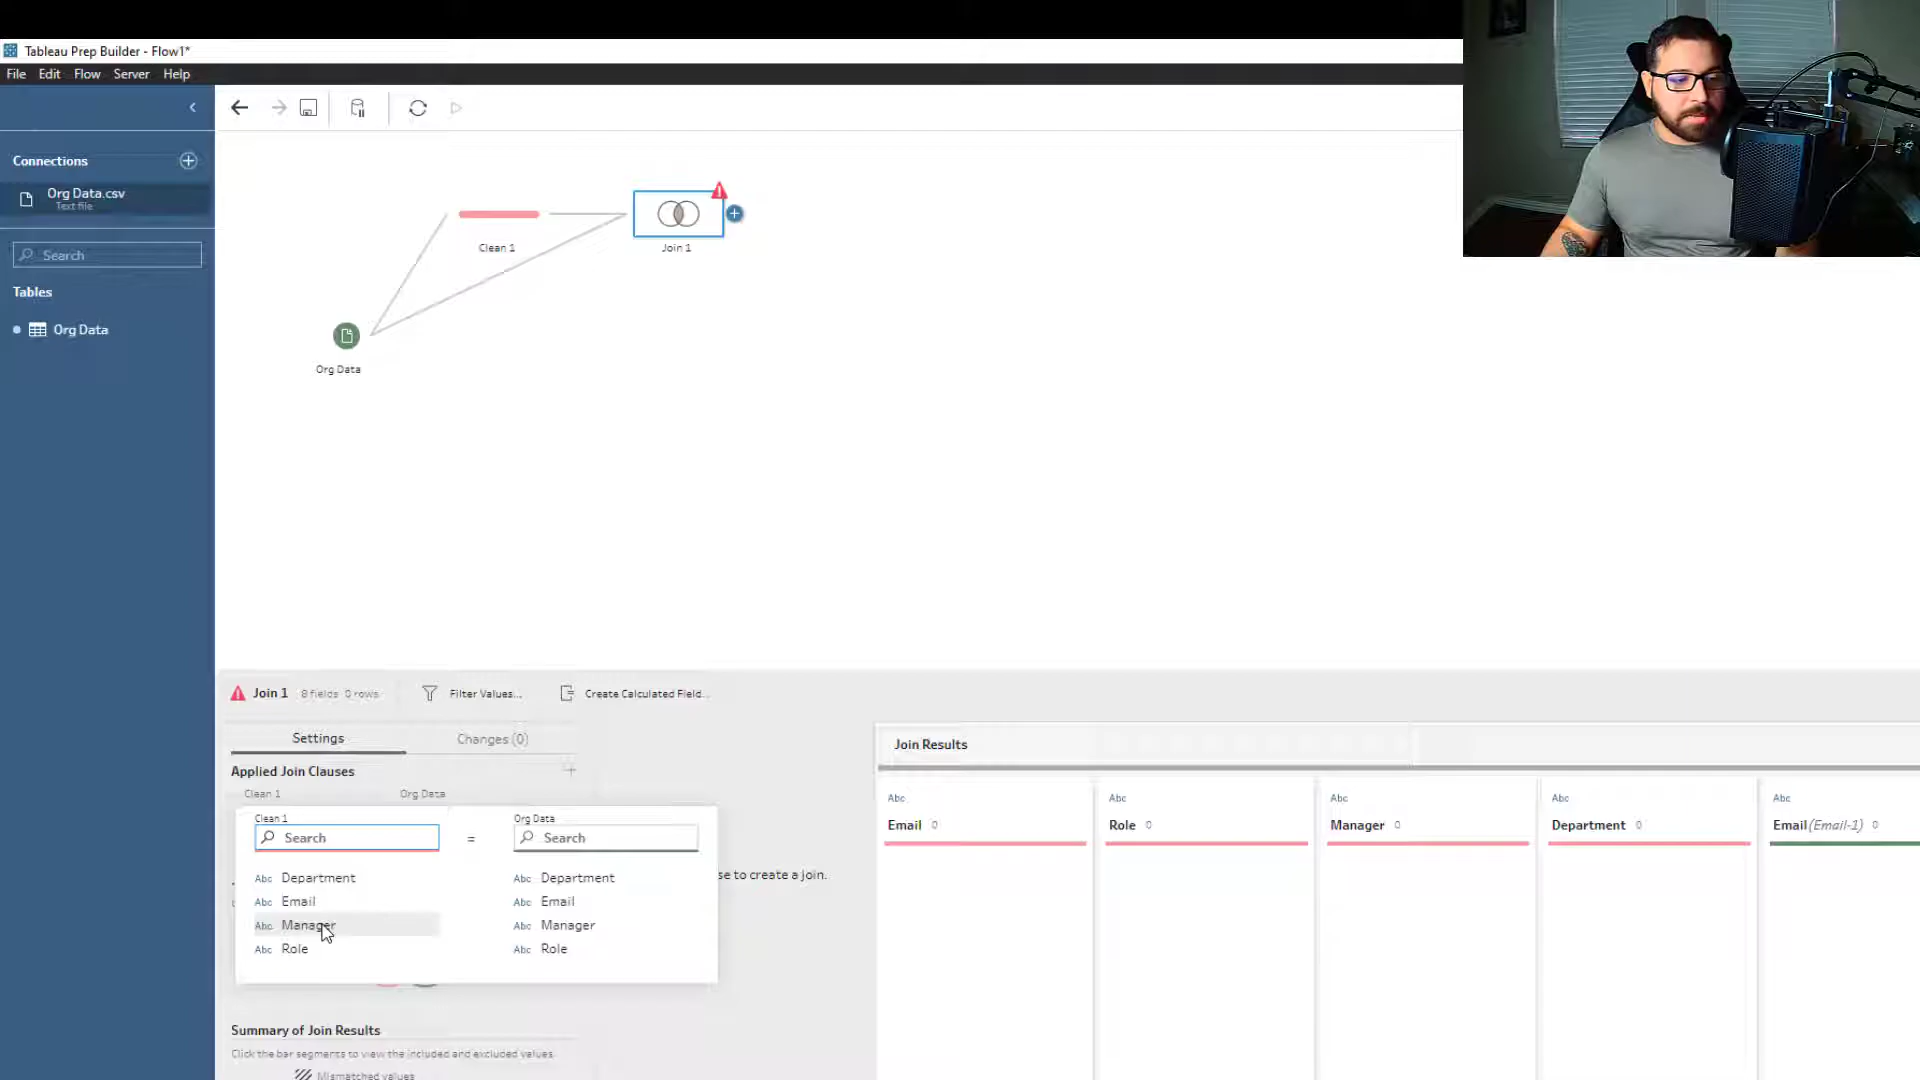 Tableau Prep Builder - Flow1*
File Edit Flow Server Help
Connections
Org Data.csv
Text file
Search
Tables
Org Data
Clean 1
Join 1
Org Data
Join 1 8 fields 0 rows Filter Values... Create Calculated Field...
Settings Changes (0)
Applied Join Clauses
Clean 1 Org Data
Clean 1 Org Data
Search = Search
Abc Department Abc Department
Abc Email Abc Email
Abc Manager Abc Manager
Abc Role Abc Role
se to create a join.
Summary of Join Results
Click the bar segments to view the included and excluded values.
Mismatched values
Join Results
Abc Abc Abc Abc Abc
Email 0 Role 0 Manager 0 Department 0 Email(Email-1) 0